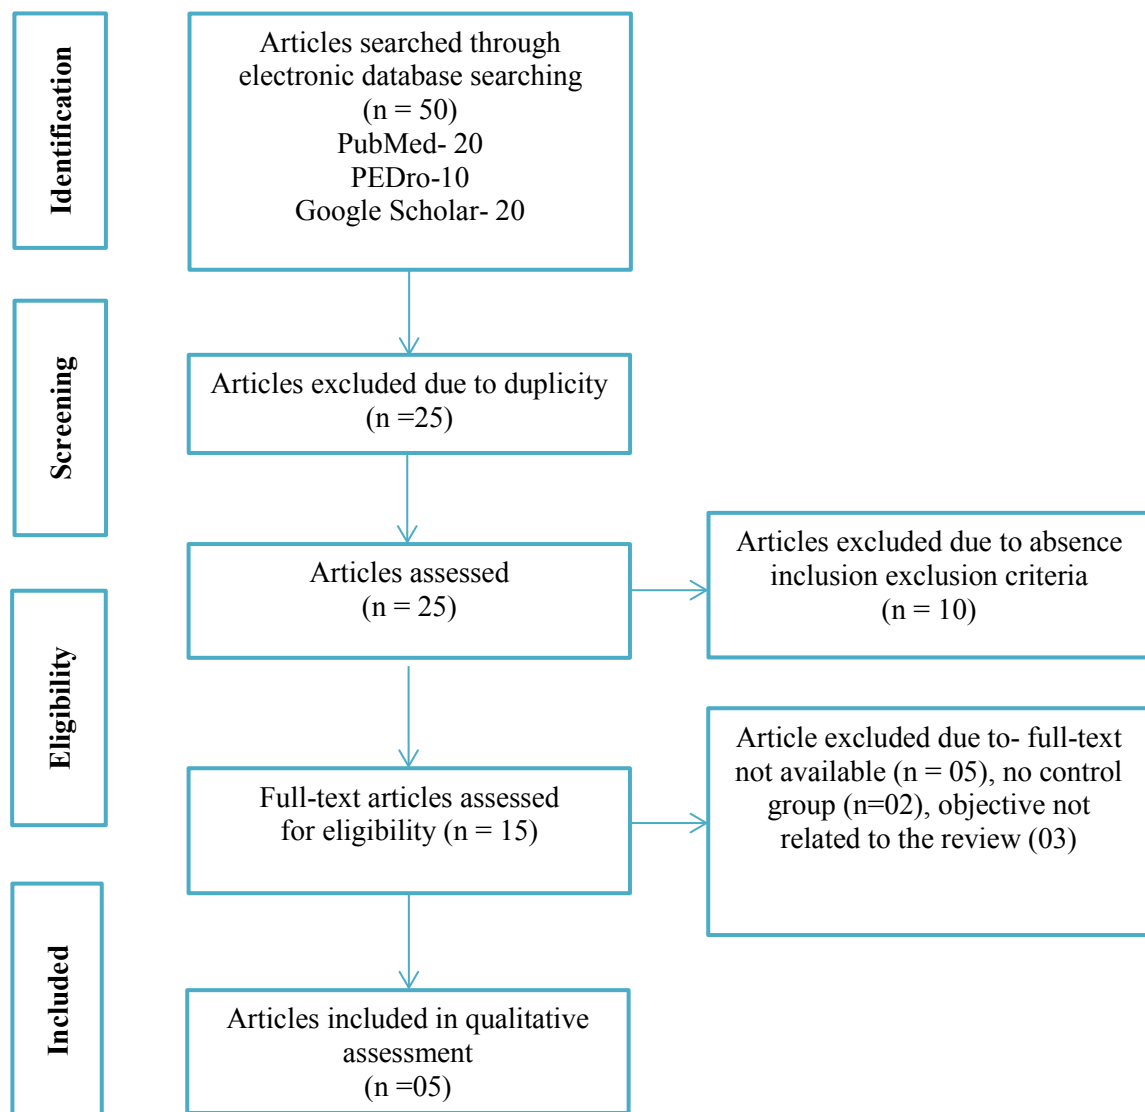 Identification
Articles searched through
electronic database searching
(n = 50)
PubMed- 20
PEDro-10
Google Scholar- 20
Screening
Articles excluded due to duplicity
(n =25)
Articles assessed
(n = 25)
Articles excluded due to absence
inclusion exclusion criteria
(n = 10)
Eligibility
Full-text articles assessed
for eligibility (n = 15)
Article excluded due to- full-text
not available (n = 05), no control
group (n=02), objective not
related to the review (03)
Included
Articles included in qualitative
assessment
(n =05)